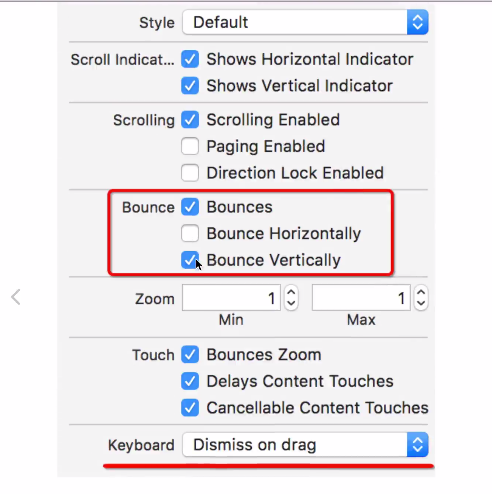 Style Default
Scroll Indicat... Shows Horizontal Indicator
Shows Vertical Indicator
Scrolling Scrolling Enabled
Paging Enabled
Direction Lock Enabled
Bounce Bounces
Bounce Horizontally
Bounce Vertically
Zoom 1 1
Min Max
Touch Bounces Zoom
Delays Content Touches
Cancellable Content Touches
Keyboard Dismiss on drag